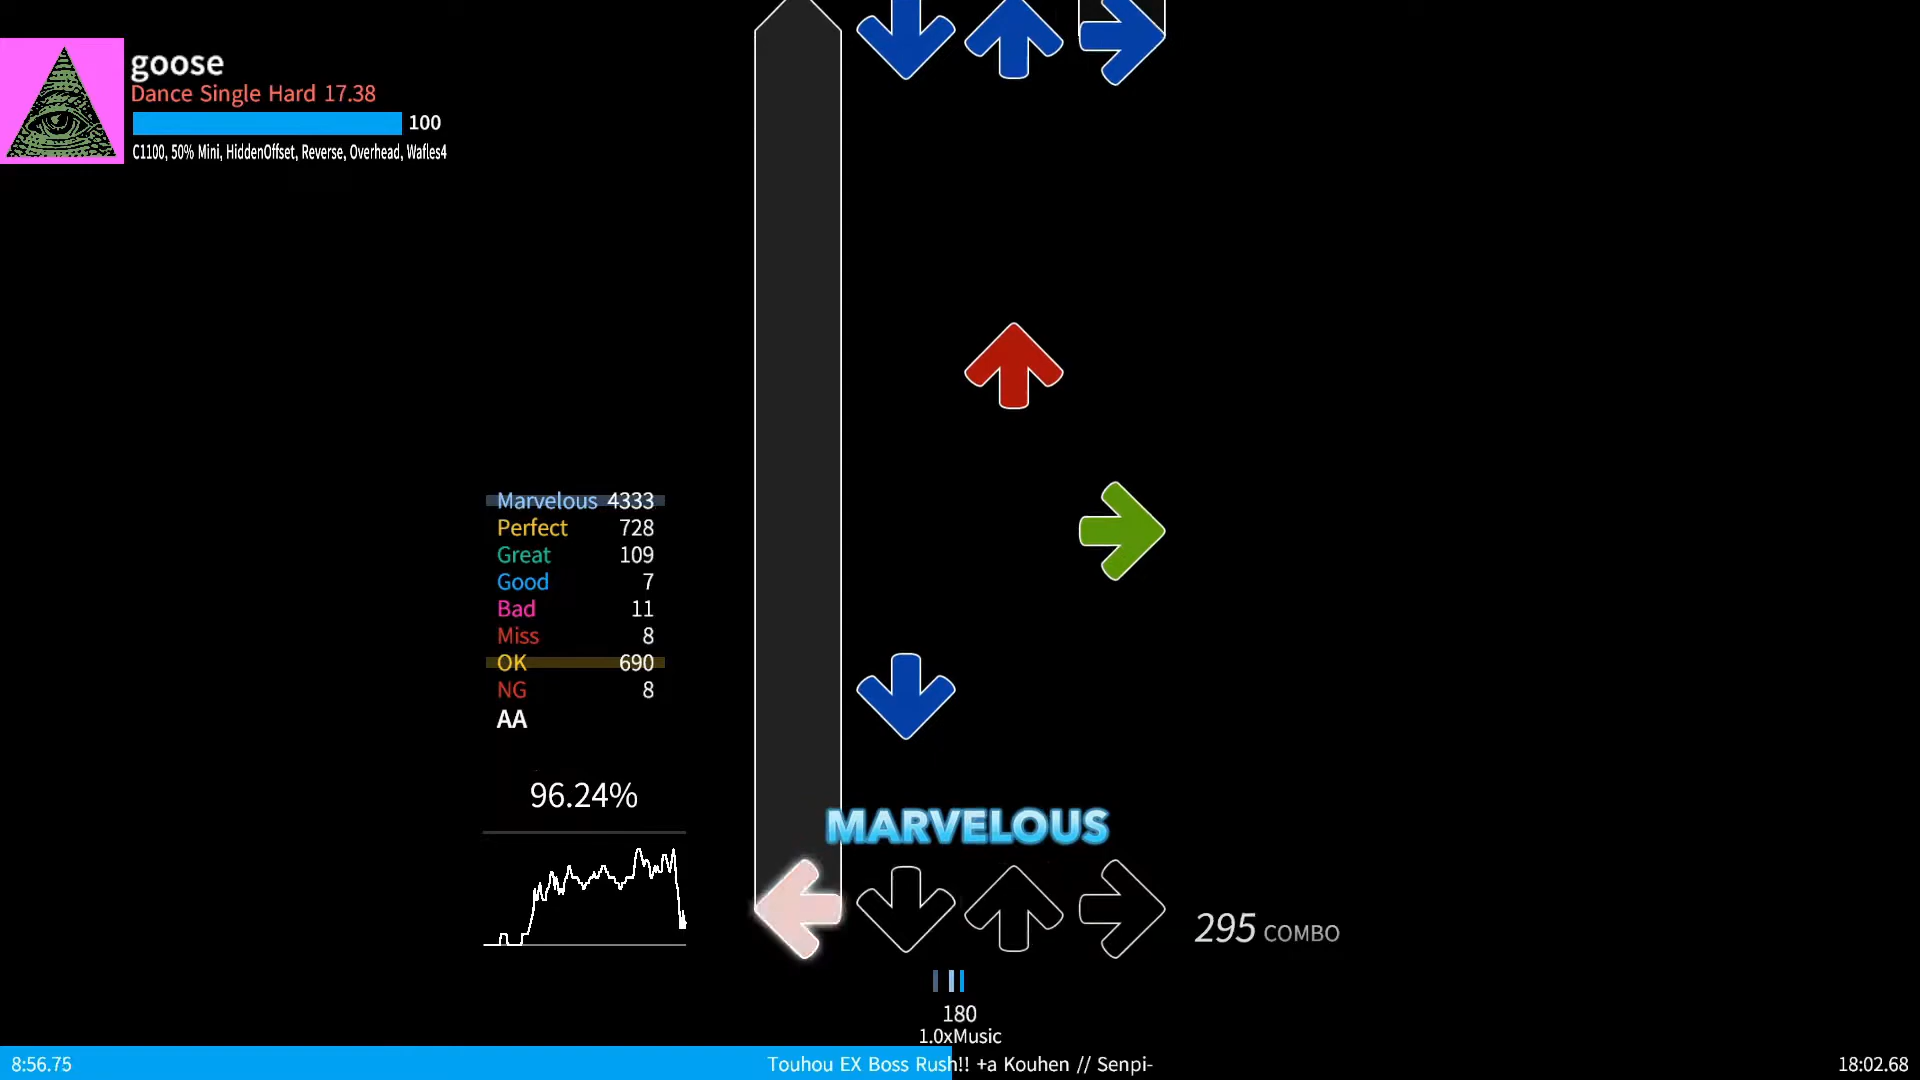 goose
Dance Single Hard 17.38
100
C1100, 50% Mini, HiddenOffset, Reverse, Overhead, Wafles4
Marvelous 4333
Perfect 728
Great 109
Good 7
Bad 11
Miss 8
OK 690
NG 8
AA
96.24%
MARVELOUS
295 COMBO
180
1.0xMusic
8:56.75 Touhou EX Boss Rush!! +a Kouhen // Senpi- 18:02.68